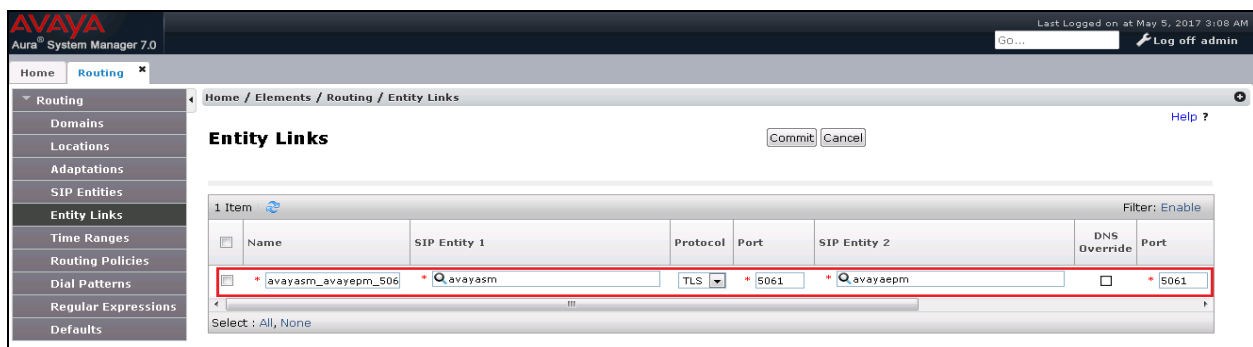 AVAYA
Last Logged on at May 5, 2017 3:08 AM
Aura® System Manager 7.0
Go...
Log off admin
Home Routing ×
Routing
Home / Elements / Routing / Entity Links
Help ?
Domains
Entity Links
Commit Cancel
Locations
Adaptations
SIP Entities
Entity Links
Time Ranges
Routing Policies
Dial Patterns
Regular Expressions
Defaults
1 Item
Filter: Enable
Name SIP Entity 1 Protocol Port SIP Entity 2 DNS Override Port
* avayasm_avayepm_506 * avayasm TLS * 5061 * avayaepm * 5061
Select : All, None